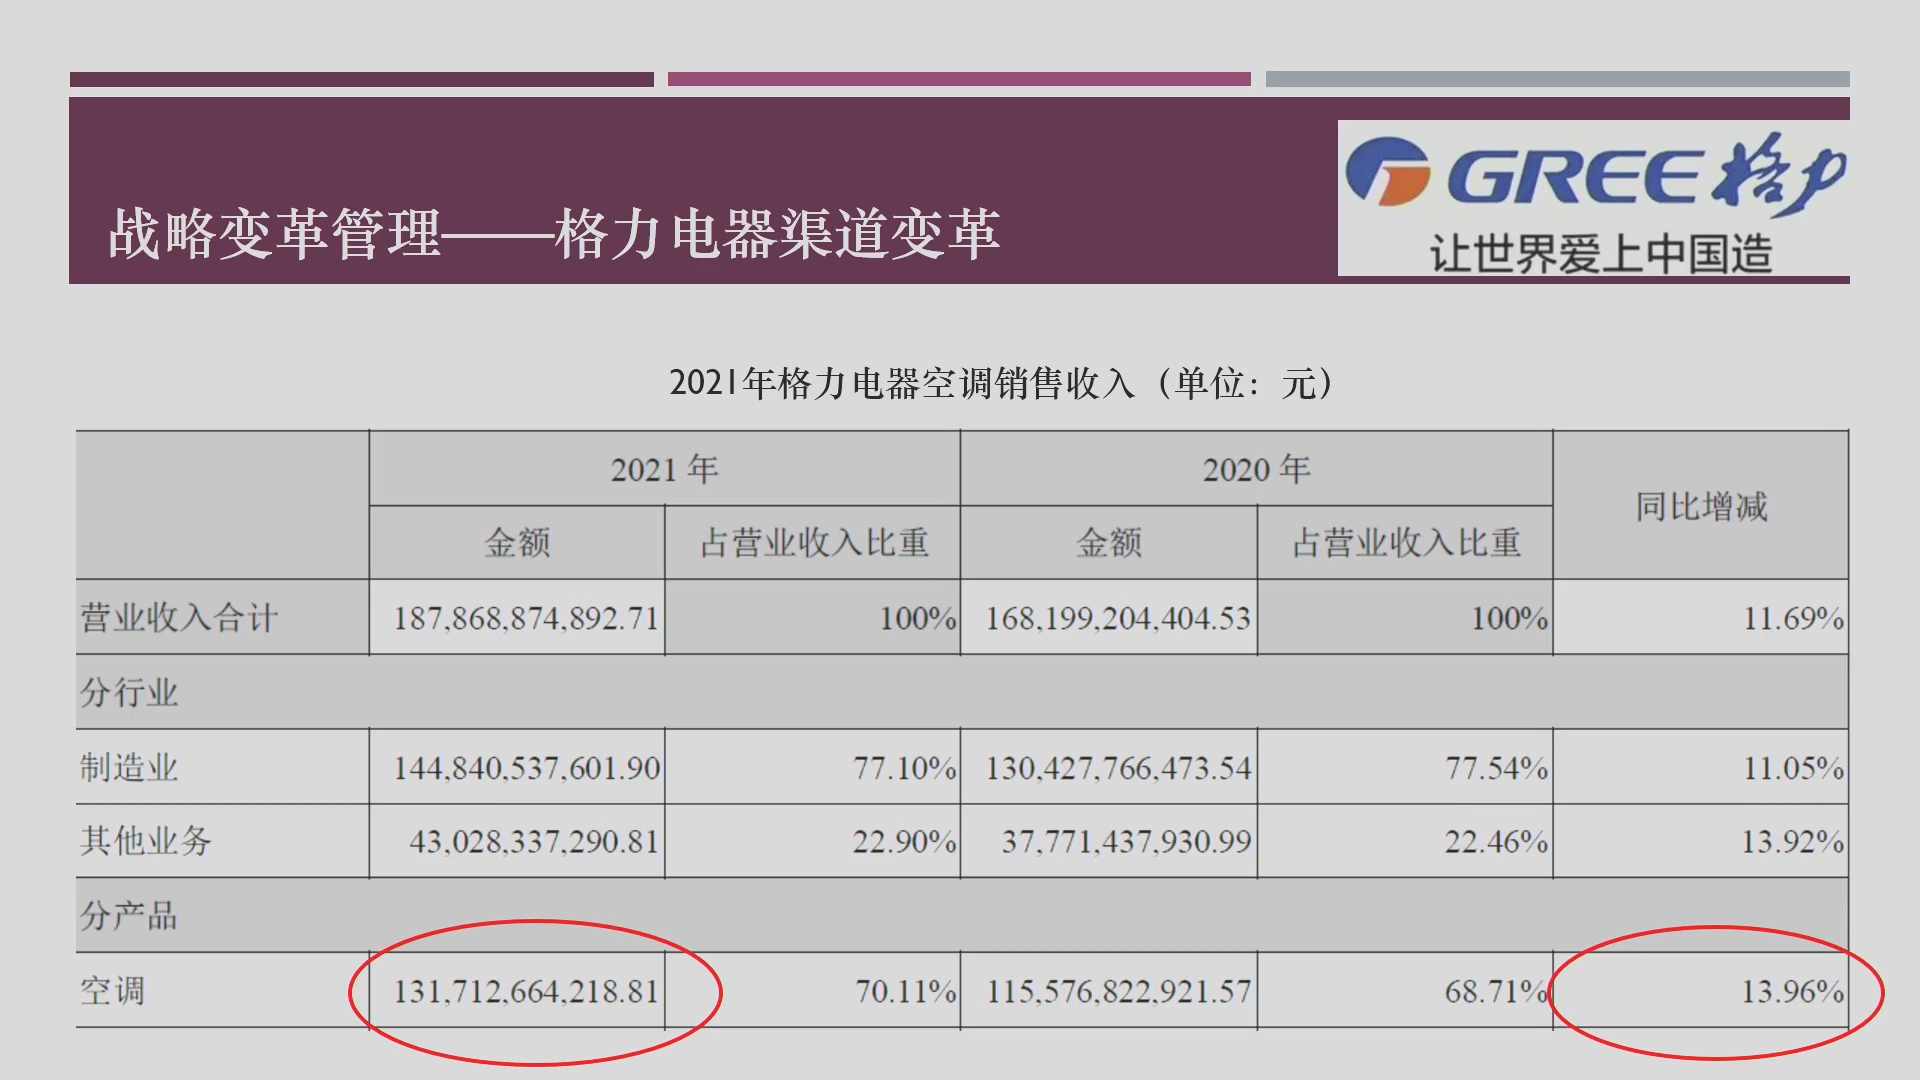 GREE格力
让世界爱上中国造
战略变革管理——格力电器渠道变革
2021年格力电器空调销售收入（单位：元）
2021 年 2020 年 同比增减
金额 占营业收入比重 金额 占营业收入比重
营业收入合计 187,868,874,892.71 100% 168,199,204,404.53 100% 11.69%
分行业
制造业 144,840,537,601.90 77.10% 130,427,766,473.54 77.54% 11.05%
其他业务 43,028,337,290.81 22.90% 37,771,437,930.99 22.46% 13.92%
分产品
空调 131,712,664,218.81 70.11% 115,576,822,921.57 68.71% 13.96%